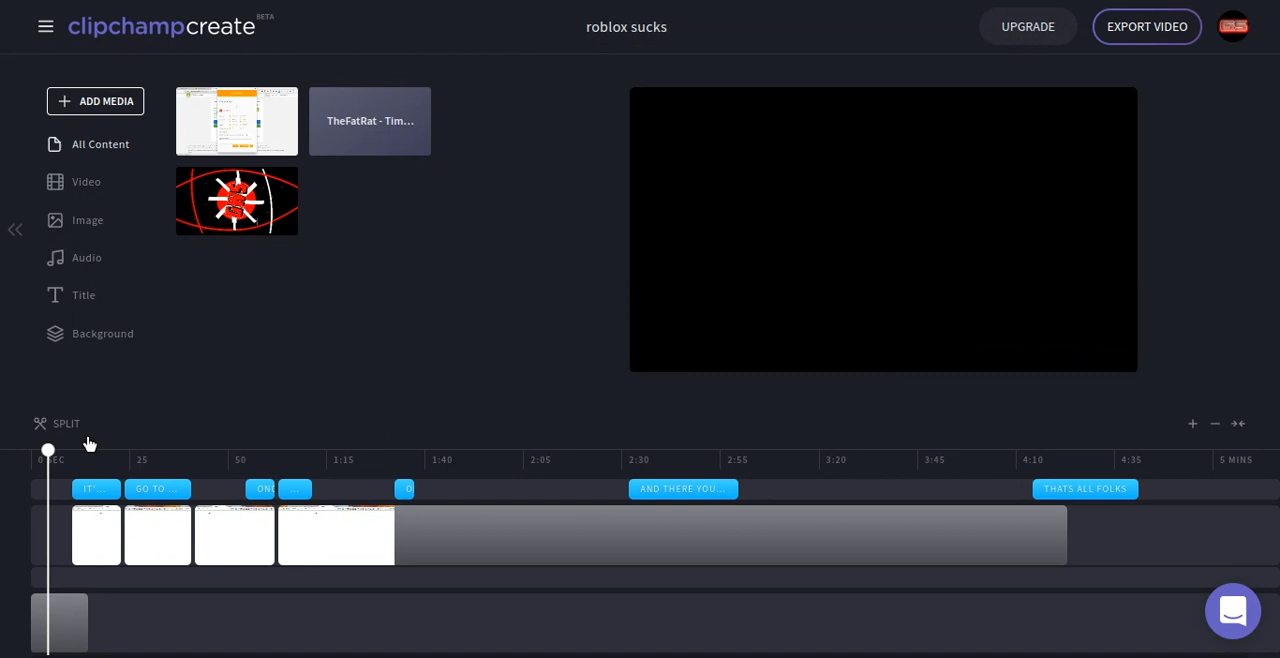 clipchampcreate BETA
roblox sucks
UPGRADE
EXPORT VIDEO
ADD MEDIA
TheFatRat - Tim...
All Content
Video
Image
Audio
Title
Background
SPLIT
0 SEC 25 50 1:15 1:40 2:05 2:30 2:55 3:20 3:45 4:10 4:35 5 MINS
IT'... GO TO ... ON ... O AND THERE YOU... THATS ALL FOLKS